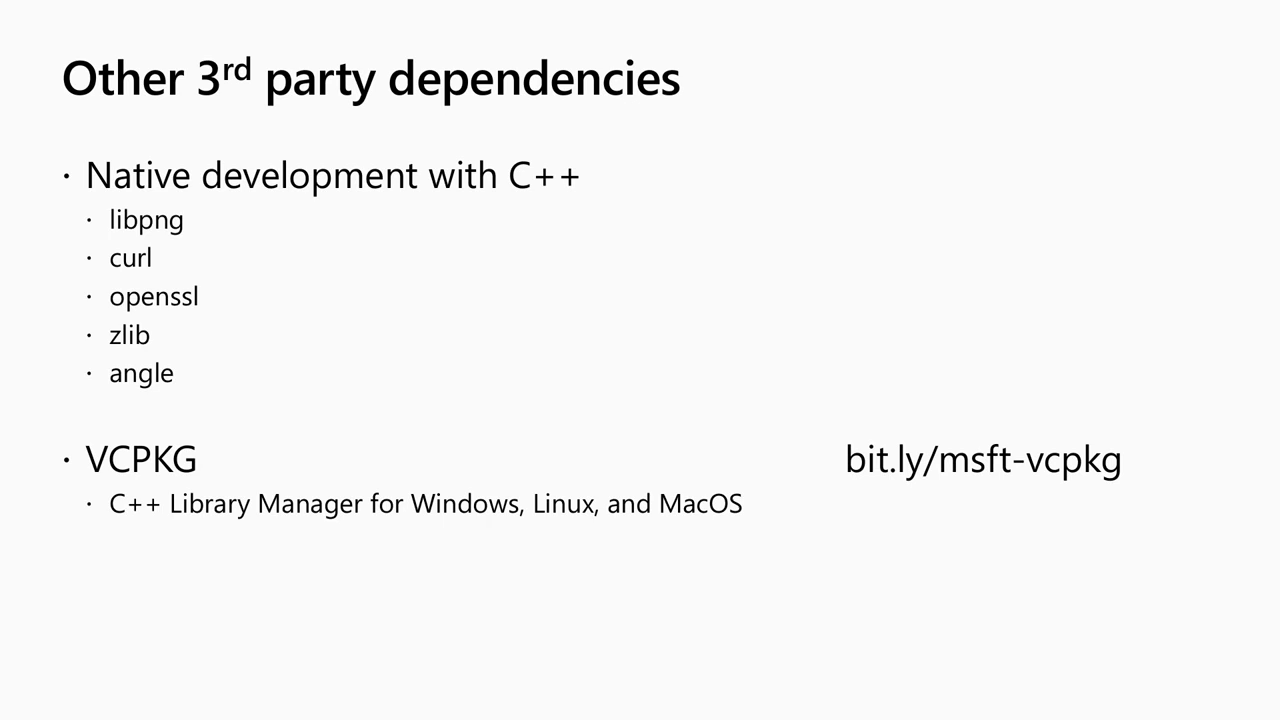 Other 3rd party dependencies
· Native development with C++
· libpng
· curl
· openssl
· zlib
· angle
· VCPKG bit.ly/msft-vcpkg
· C++ Library Manager for Windows, Linux, and MacOS